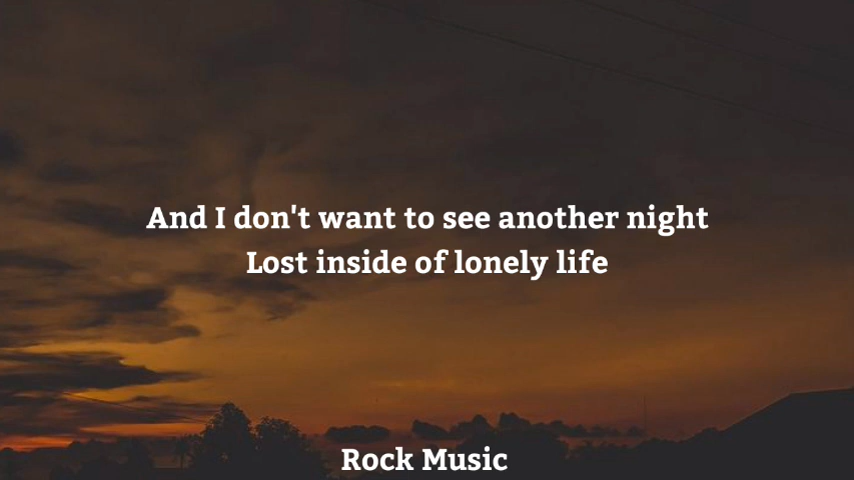 And I don't want to see another night
Lost inside of lonely life
Rock Music